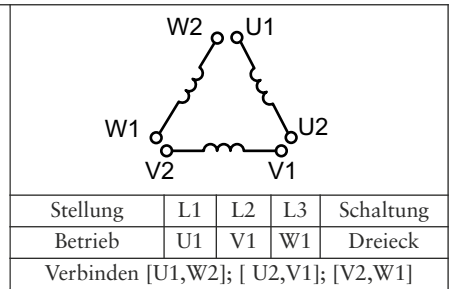 W2 U1
W1 U2
V2 V1
Stellung L1 L2 L3 Schaltung
Betrieb U1 V1 W1 Dreieck
Verbinden [U1,W2]; [ U2,V1]; [V2,W1]